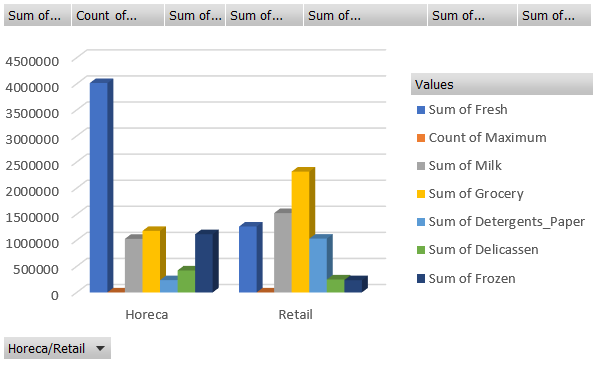 Sum of... Count of... Sum of... Sum of... Sum of... Sum of... Sum of...
4500000
4000000
3500000
3000000
2500000
2000000
1500000
1000000
500000
0
Horeca Retail
Values
Sum of Fresh
Count of Maximum
Sum of Milk
Sum of Grocery
Sum of Detergents_Paper
Sum of Delicassen
Sum of Frozen
Horeca/Retail